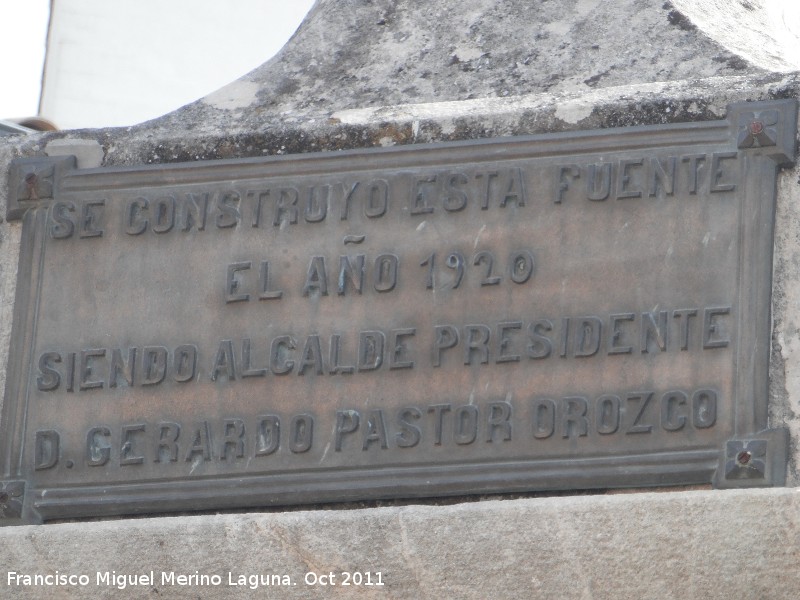 SE CONSTRUYO ESTA FUENTE
EL AÑO 1920
SIENDO ALCALDE PRESIDENTE
D. GERARDO PASTOR OROZCO
Francisco Miguel Merino Laguna. Oct 2011